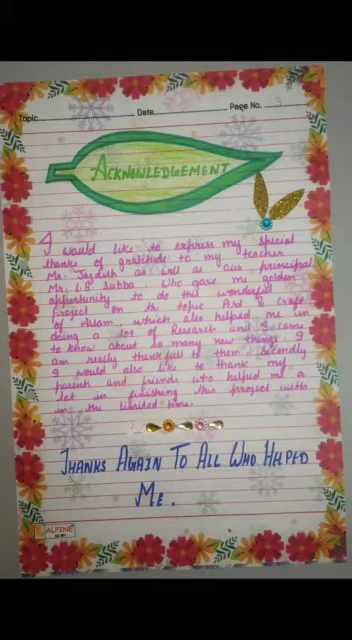 Topic Date Page No.
ACKNOWLEDGEMENT
I would like to express my special
thanks of gratitude to my teacher
Mr. Jagdish as well as our principal
Mr. L.B Subba. Who gave me golden
opportunity to do this wonderful
project on the topic Art & Craft
of Assam, which also helped me in
doing a lot of Research and I came
to know about so many new things. I
am really thankfull to them. Secondly
I would also like to thank my
parents and friends who helped me a
lot in finishing this project with
in the limited time.
THANKS AGAIN TO ALL WHO HELPED
ME.
ALPINE